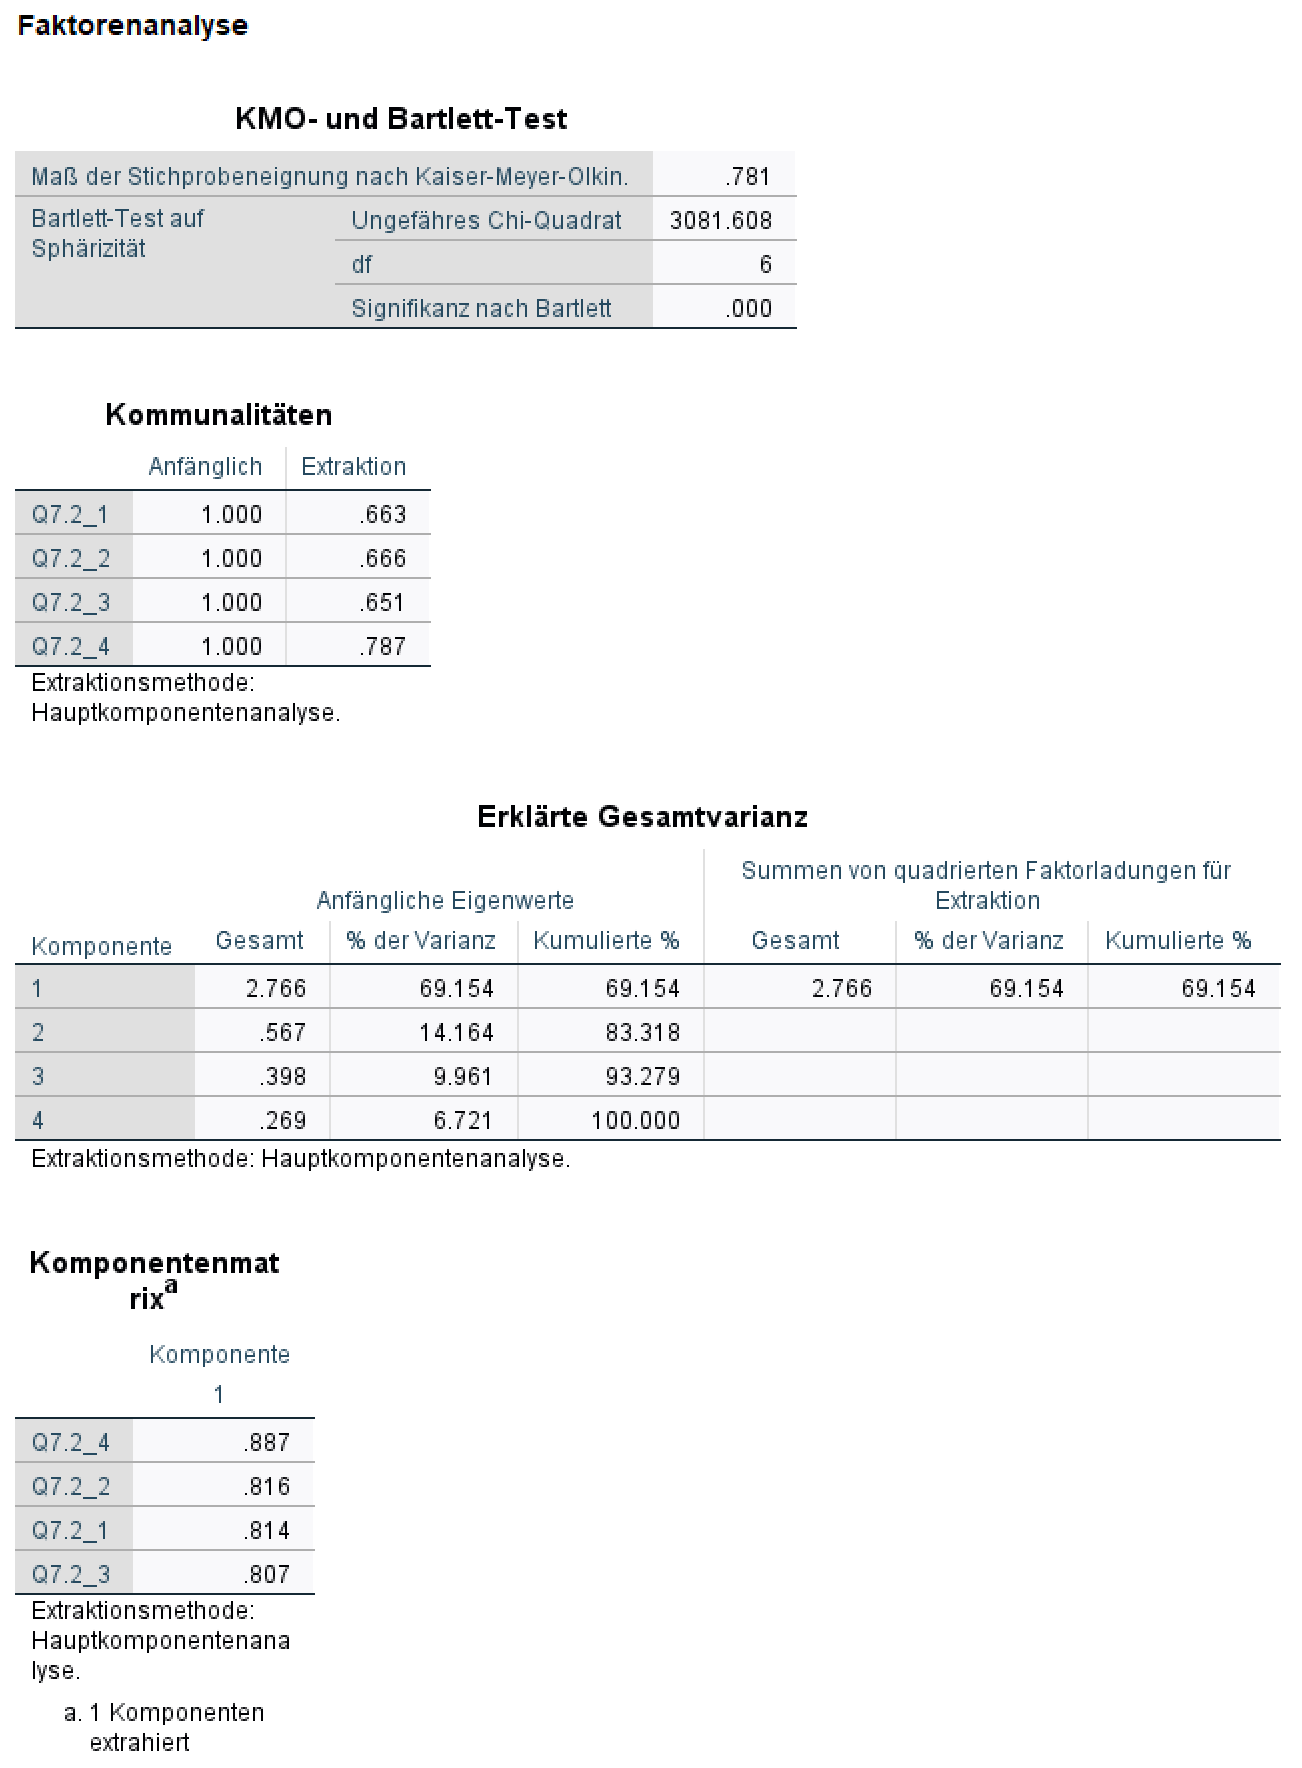 Faktorenanalyse
KMO- und Bartlett-Test
Maß der Stichprobeneignung nach Kaiser-Meyer-Olkin. .781
Bartlett-Test auf Sphärizität Ungefähres Chi-Quadrat 3081.608
df 6
Signifikanz nach Bartlett .000
Kommunalitäten
Anfänglich Extraktion
Q7.2_1 1.000 .663
Q7.2_2 1.000 .666
Q7.2_3 1.000 .651
Q7.2_4 1.000 .787
Extraktionsmethode:
Hauptkomponentenanalyse.
Erklärte Gesamtvarianz
Anfängliche Eigenwerte Summen von quadrierten Faktorladungen für Extraktion
Komponente Gesamt % der Varianz Kumulierte % Gesamt % der Varianz Kumulierte %
1 2.766 69.154 69.154 2.766 69.154 69.154
2 .567 14.164 83.318
3 .398 9.961 93.279
4 .269 6.721 100.000
Extraktionsmethode: Hauptkomponentenanalyse.
Komponentenmat
rix^a
Komponente
1
Q7.2_4 .887
Q7.2_2 .816
Q7.2_1 .814
Q7.2_3 .807
Extraktionsmethode:
Hauptkomponentenana
lyse.
a. 1 Komponenten
extrahiert